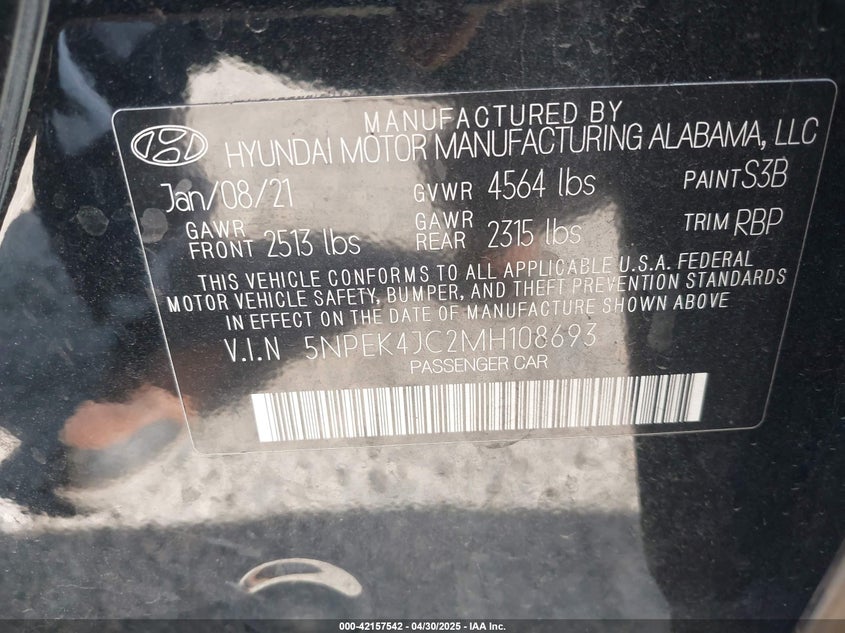 MANUFACTURED BY
HYUNDAI MOTOR MANUFACTURING ALABAMA, LLC
Jan/08/21 GVWR 4564 lbs PAINT S3B
GAWR FRONT 2513 lbs GAWR REAR 2315 lbs TRIM RBP
THIS VEHICLE CONFORMS TO ALL APPLICABLE U.S.A. FEDERAL
MOTOR VEHICLE SAFETY, BUMPER, AND THEFT PREVENTION STANDARDS
IN EFFECT ON THE DATE OF MANUFACTURE SHOWN ABOVE
V.I.N 5NPEK4JC2MH108693
PASSENGER CAR
000-42157542 | 04/30/2025 - IAA Inc.